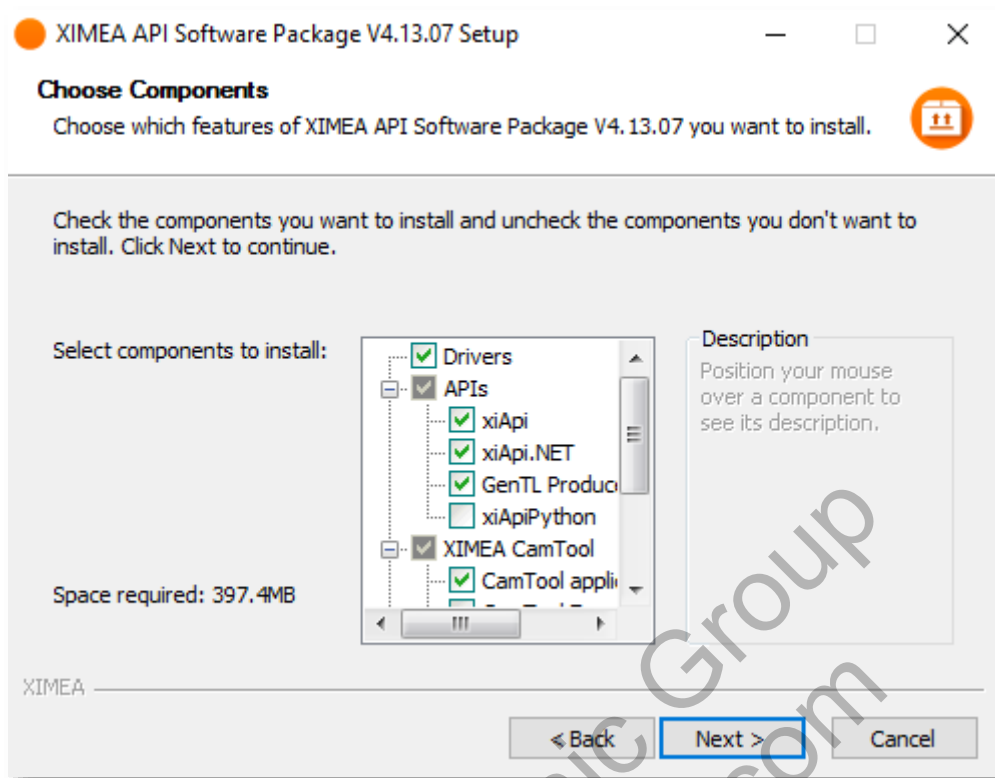 XIMEA API Software Package V4.13.07 Setup
Choose Components
Choose which features of XIMEA API Software Package V4.13.07 you want to install.
Check the components you want to install and uncheck the components you don't want to
install. Click Next to continue.
Select components to install:
Drivers
APIs
xiApi
xiApi.NET
GenTL Produc
xiApiPython
XIMEA CamTool
CamTool appli
Description
Position your mouse
over a component to
see its description.
Space required: 397.4MB
XIMEA
< Back
Next >
Cancel
ic Group
com